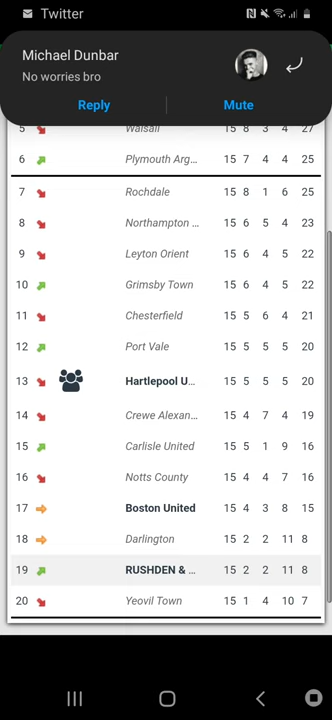 Twitter
Michael Dunbar
No worries bro
Reply Mute
5 Walsall 15 8 3 4 27
6 Plymouth Arg... 15 7 4 4 25
7 Rochdale 15 8 1 6 25
8 Northampton ... 15 6 5 4 23
9 Leyton Orient 15 6 4 5 22
10 Grimsby Town 15 6 4 5 22
11 Chesterfield 15 5 6 4 21
12 Port Vale 15 5 5 5 20
13 Hartlepool U... 15 5 5 5 20
14 Crewe Alexan... 15 4 7 4 19
15 Carlisle United 15 5 1 9 16
16 Notts County 15 4 4 7 16
17 Boston United 15 4 3 8 15
18 Darlington 15 2 2 11 8
19 RUSHDEN & ... 15 2 2 11 8
20 Yeovil Town 15 1 4 10 7